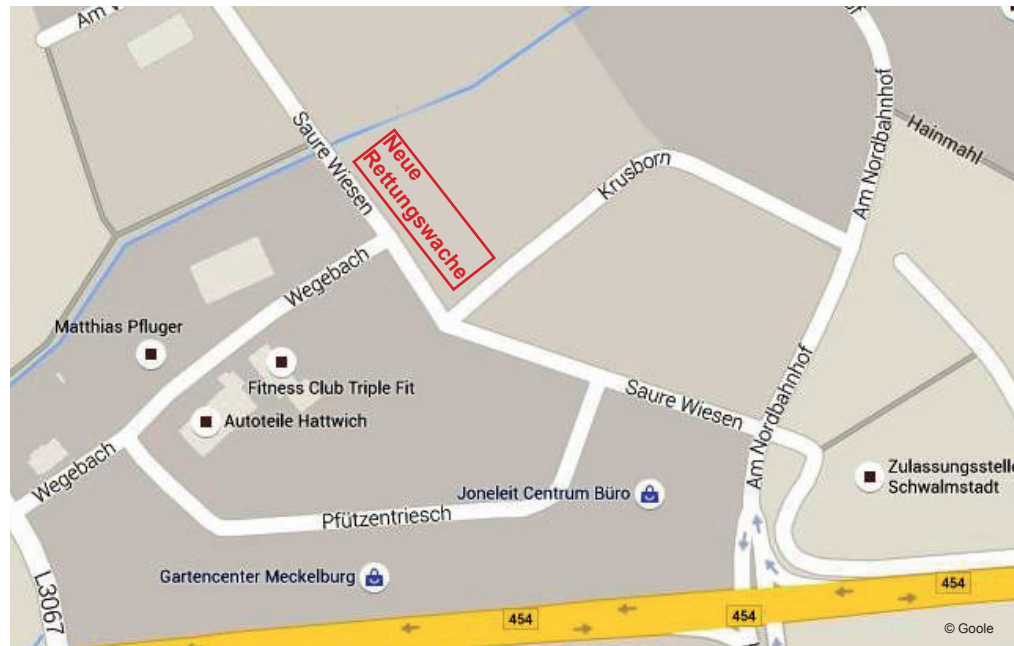 Am
Am Nordbahnhof
Hainmahl
Saure Wiesen
Neue
Rettungswache
Krusborn
Wegebach
Matthias Pfluger
Fitness Club Triple Fit
Autoteile Hattwich
Saure Wiesen
Am Nordbahnhof
Wegebach
Zulassungsstelle
Schwalmstadt
Joneleit Centrum Büro
Pfützentriesch
Gartencenter Meckelburg
L3067
454
454
454
© Goole